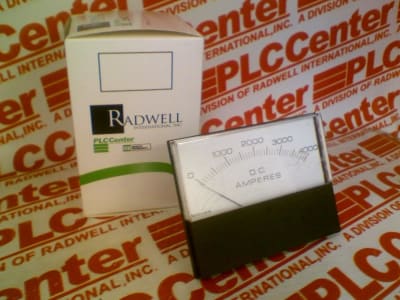 PLCCenter
A DIVISION OF RADWELL INTERNATIONAL, INC.
RADWELL
INTERNATIONAL, INC.
PLCCenter
0 1000 2000 3000 4000
D.C.
AMPERES